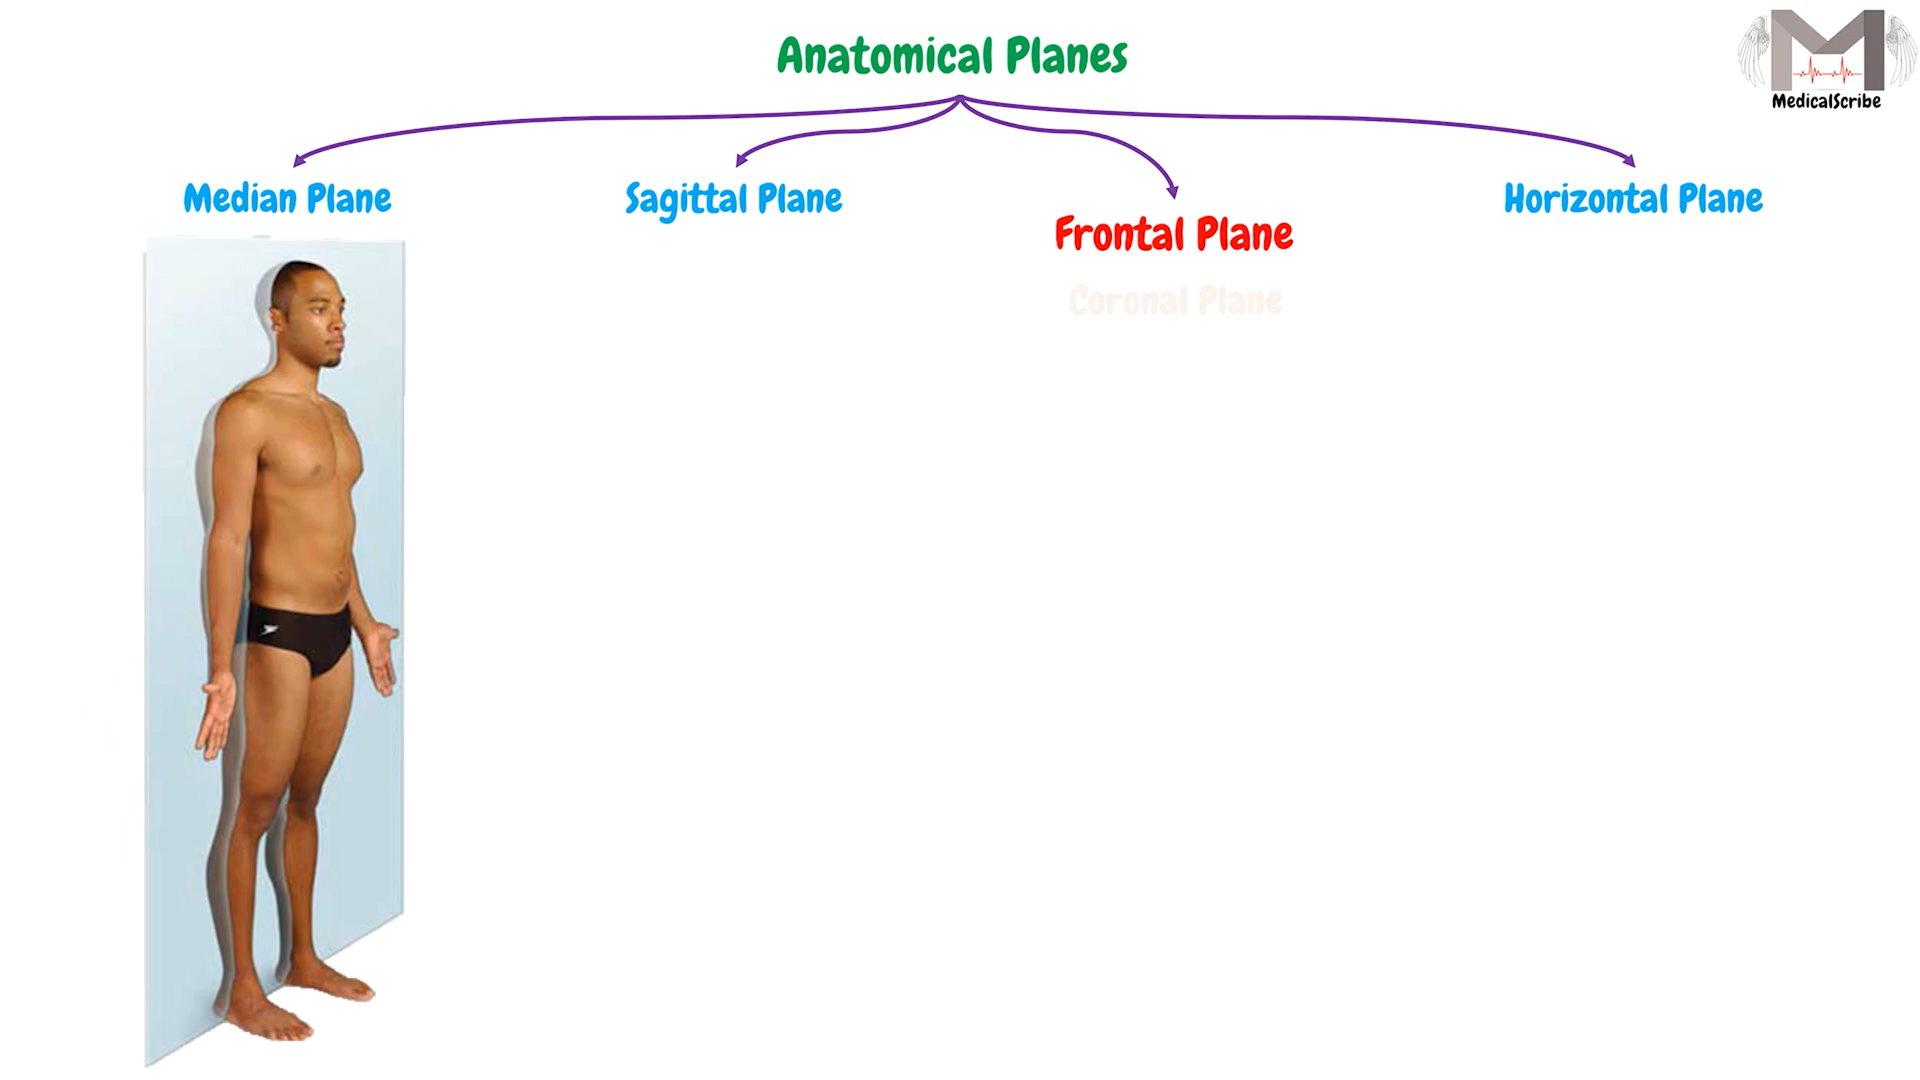 Anatomical Planes
MedicalScribe
Median Plane
Sagittal Plane
Frontal Plane
Horizontal Plane
Coronal Plane